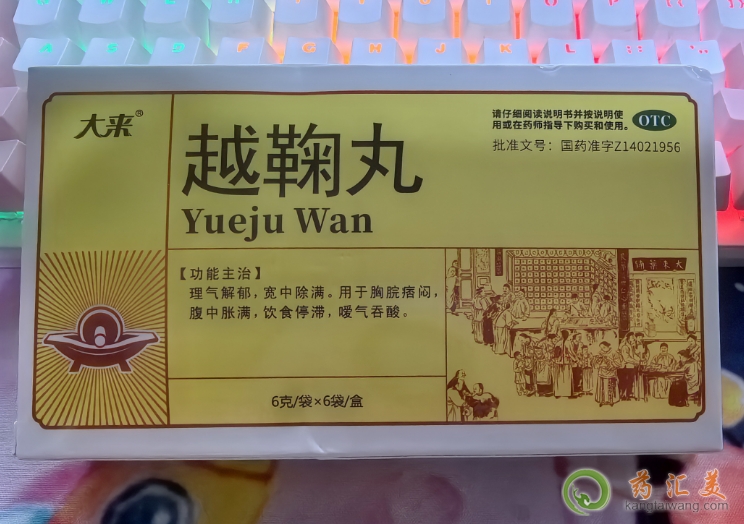 大来®
越鞠丸
Yueju Wan
请仔细阅读说明书并按说明使
用或在药师指导下购买和使用。
OTC
批准文号：国药准字Z14021956
【功能主治】
理气解郁，宽中除满。用于胸脘痞闷，
腹中胀满，饮食停滞，嗳气吞酸。
6克/袋×6袋/盒
药汇美
kangtaiwang.com